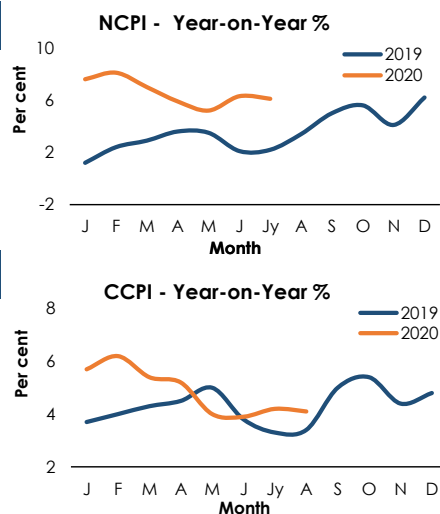 NCPI - Year-on-Year %
10
6
2
-2
Per cent
2019
2020
J F M A M J Jy A S O N D
Month
CCPI - Year-on-Year %
8
6
4
2
Per cent
2019
2020
J F M A M J Jy A S O N D
Month